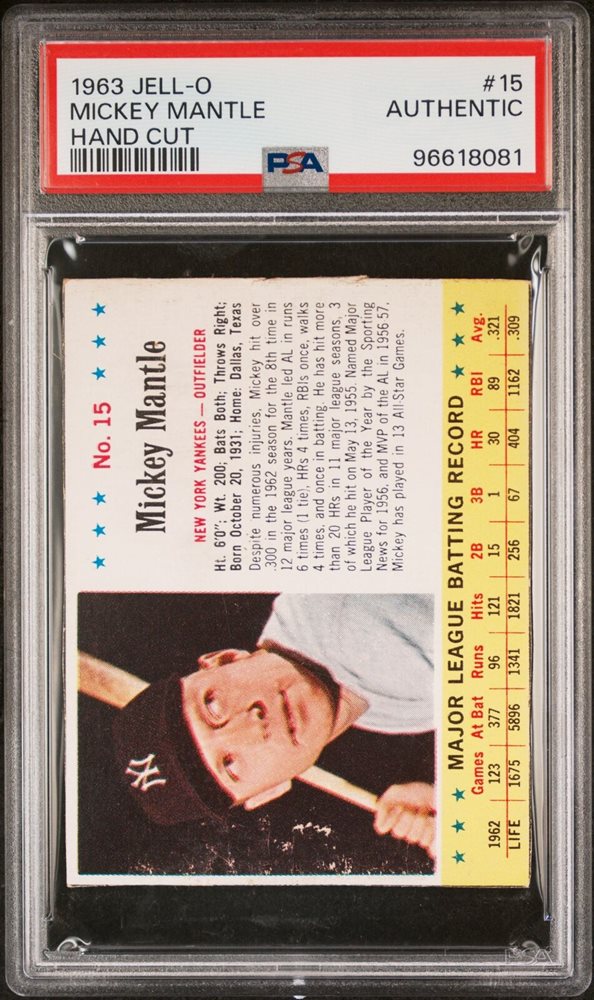 1963 JELL-O #15
MICKEY MANTLE AUTHENTIC
HAND CUT
PSA 96618081
No. 15
Mickey Mantle
NEW YORK YANKEES — OUTFIELDER
Ht. 6'0"; Wt. 200; Bats Both; Throws Right;
Born October 20, 1931; Home: Dallas, Texas
Despite numerous injuries, Mickey hit over
.300 in the 1962 season for the 8th time in
12 major league years. Mantle led AL in runs
6 times (1 tie), HRs 4 times, RBIs once, walks
4 times, and once in batting. He has hit more
than 20 HRs in 11 major league seasons, 3
of which he hit on May 13, 1955. Named Major
League Player of the Year by the Sporting
News for 1956, and MVP of the AL in 1956 57,
Mickey has played in 13 All-Star Games.
NY
MAJOR LEAGUE BATTING RECORD
Games At Bat Runs Hits 2B 3B HR RBI Avg.
1962 123 377 96 121 15 1 30 89 .321
LIFE 1675 5896 1341 1821 256 67 404 1162 .309
PSA